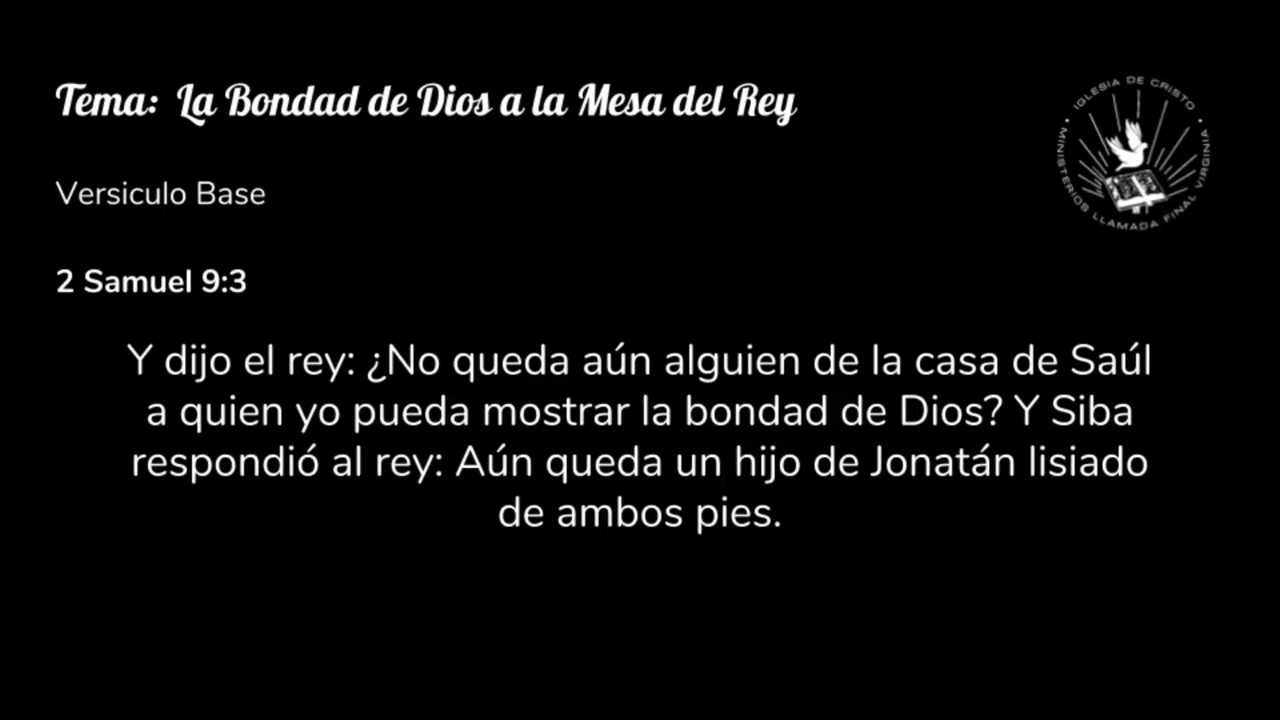 Tema: La Bondad de Dios a la Mesa del Rey
IGLESIA DE CRISTO
MINISTERIOS LLAMADA FINAL VIRGINIA
Versiculo Base
2 Samuel 9:3
Y dijo el rey: ¿No queda aún alguien de la casa de Saúl
a quien yo pueda mostrar la bondad de Dios? Y Siba
respondió al rey: Aún queda un hijo de Jonatán lisiado
de ambos pies.